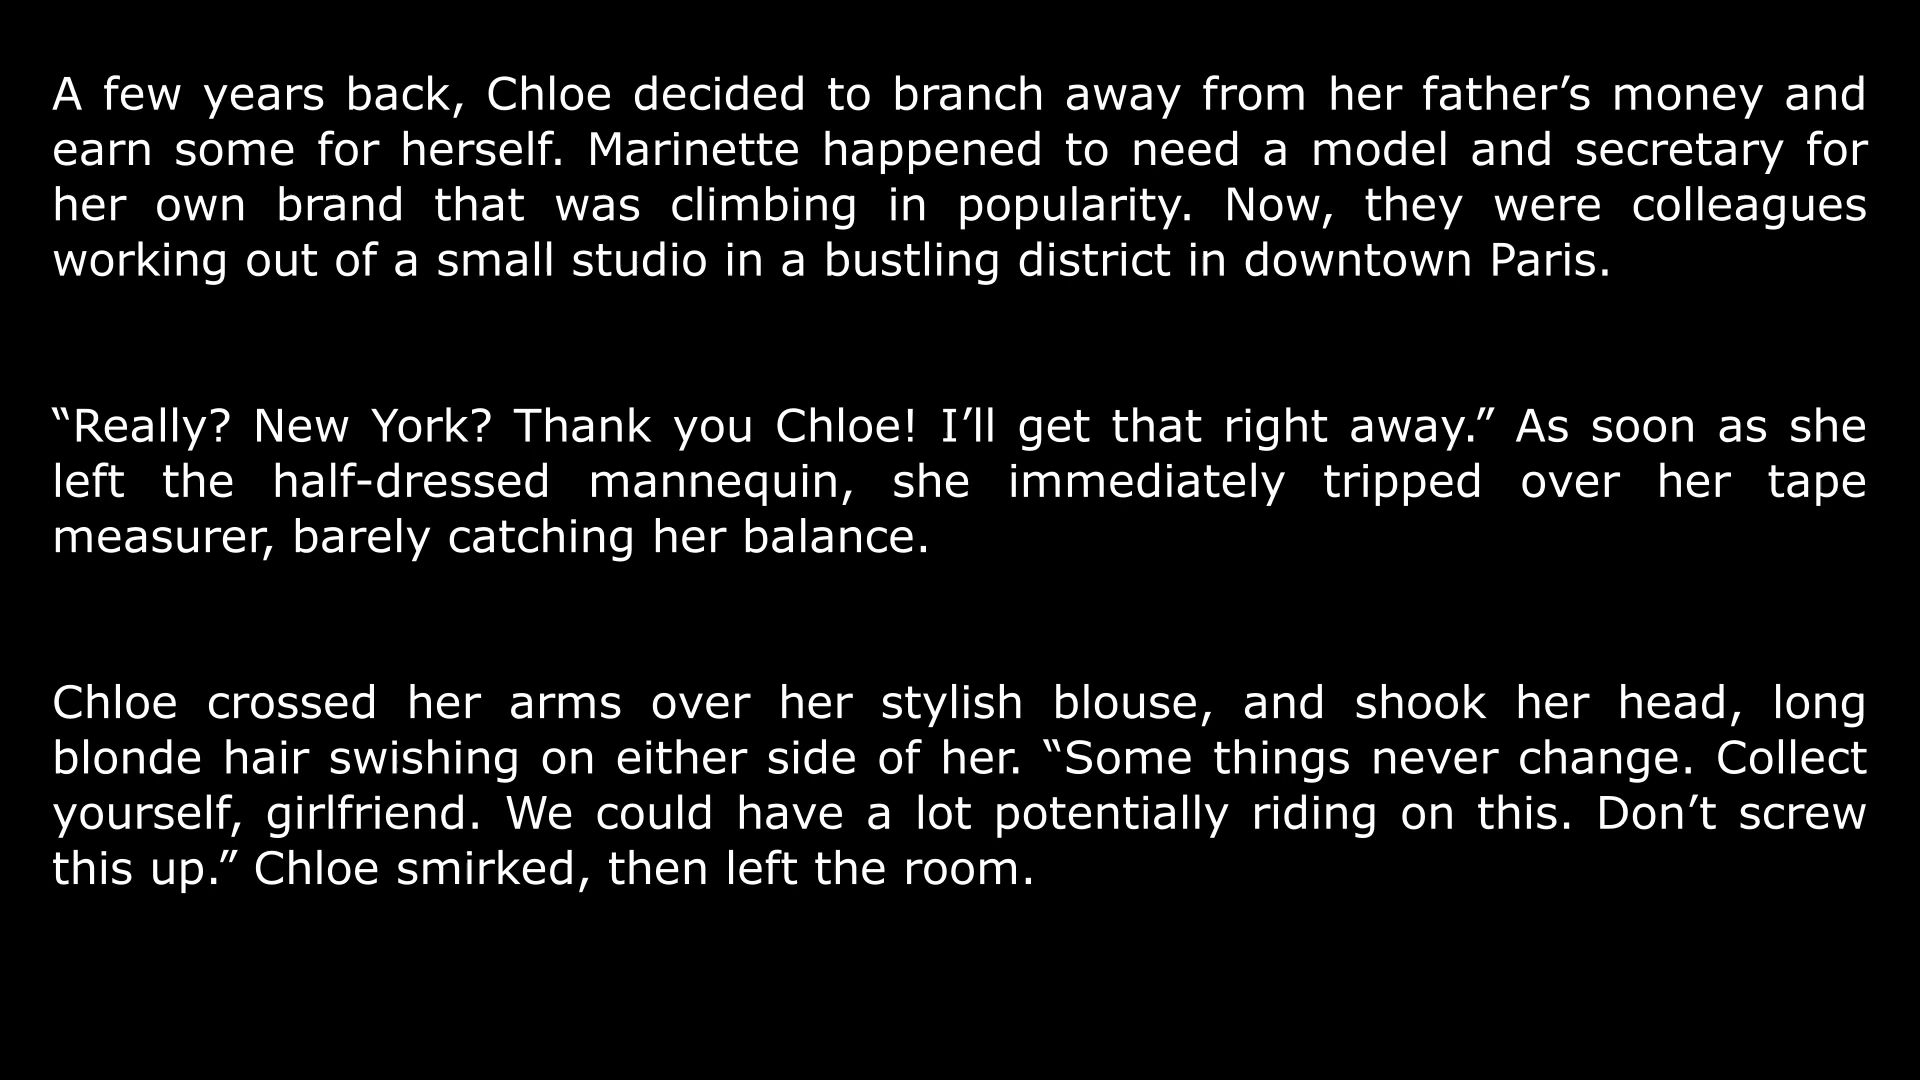 A few years back, Chloe decided to branch away from her father’s money and
earn some for herself. Marinette happened to need a model and secretary for
her own brand that was climbing in popularity. Now, they were colleagues
working out of a small studio in a bustling district in downtown Paris.
“Really? New York? Thank you Chloe! I’ll get that right away.” As soon as she
left the half-dressed mannequin, she immediately tripped over her tape
measurer, barely catching her balance.
Chloe crossed her arms over her stylish blouse, and shook her head, long
blonde hair swishing on either side of her. “Some things never change. Collect
yourself, girlfriend. We could have a lot potentially riding on this. Don’t screw
this up.” Chloe smirked, then left the room.